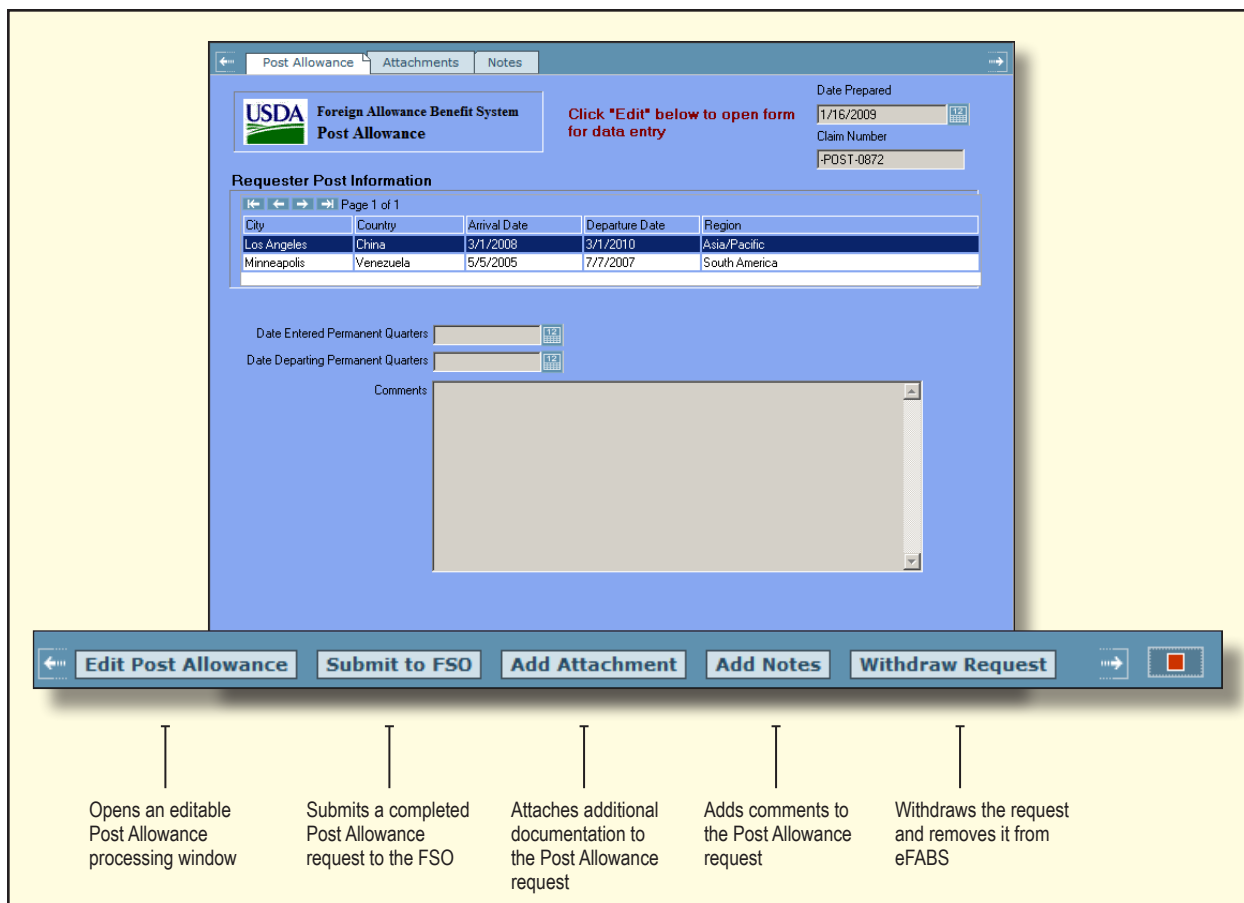 Post Allowance Attachments Notes
Date Prepared
USDA Foreign Allowance Benefit System
Post Allowance
Click "Edit" below to open form
for data entry
1/16/2009 12
Claim Number
-POST-0872
Requester Post Information
Page 1 of 1
City Country Arrival Date Departure Date Region
Los Angeles China 3/1/2008 3/1/2010 Asia/Pacific
Minneapolis Venezuela 5/5/2005 7/7/2007 South America
Date Entered Permanent Quarters 12
Date Departing Permanent Quarters 12
Comments
Edit Post Allowance Submit to FSO Add Attachment Add Notes Withdraw Request
Opens an editable
Post Allowance
processing window
Submits a completed
Post Allowance
request to the FSO
Attaches additional
documentation to
the Post Allowance
request
Adds comments to
the Post Allowance
request
Withdraws the request
and removes it from
eFABS